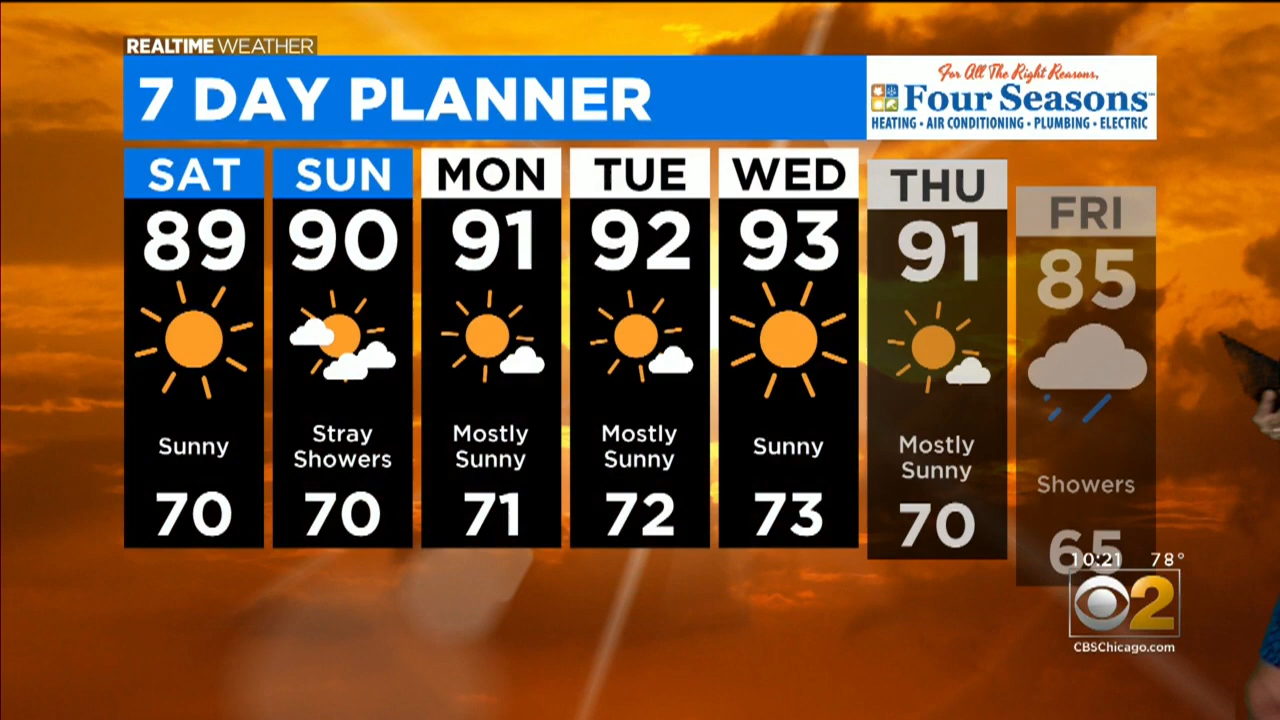 REALTIME WEATHER
7 DAY PLANNER
For All The Right Reasons,
Four Seasons™
HEATING • AIR CONDITIONING • PLUMBING • ELECTRIC
SAT
89
Sunny
70
SUN
90
Stray
Showers
70
MON
91
Mostly
Sunny
71
TUE
92
Mostly
Sunny
72
WED
93
Sunny
73
THU
91
Mostly
Sunny
70
FRI
85
Showers
65
10:21 78°
2
CBSChicago.com